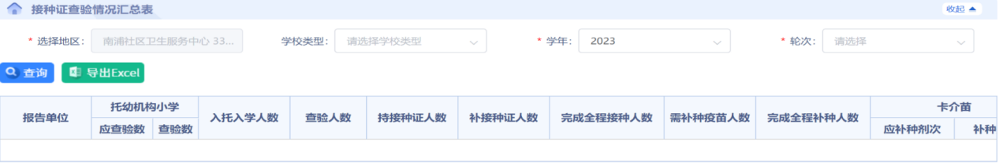 接种证查验情况汇总表 收起
* 选择地区: 南浦社区卫生服务中心 33... 学校类型: 请选择学校类型 * 学年: 2023 * 轮次: 请选择
查询 导出Excel
报告单位 托幼机构小学 入托入学人数 查验人数 持接种证人数 补接种证人数 完成全程接种人数 需补种疫苗人数 完成全程补种人数 卡介苗
应查验数 查验数 应补种剂次 补种